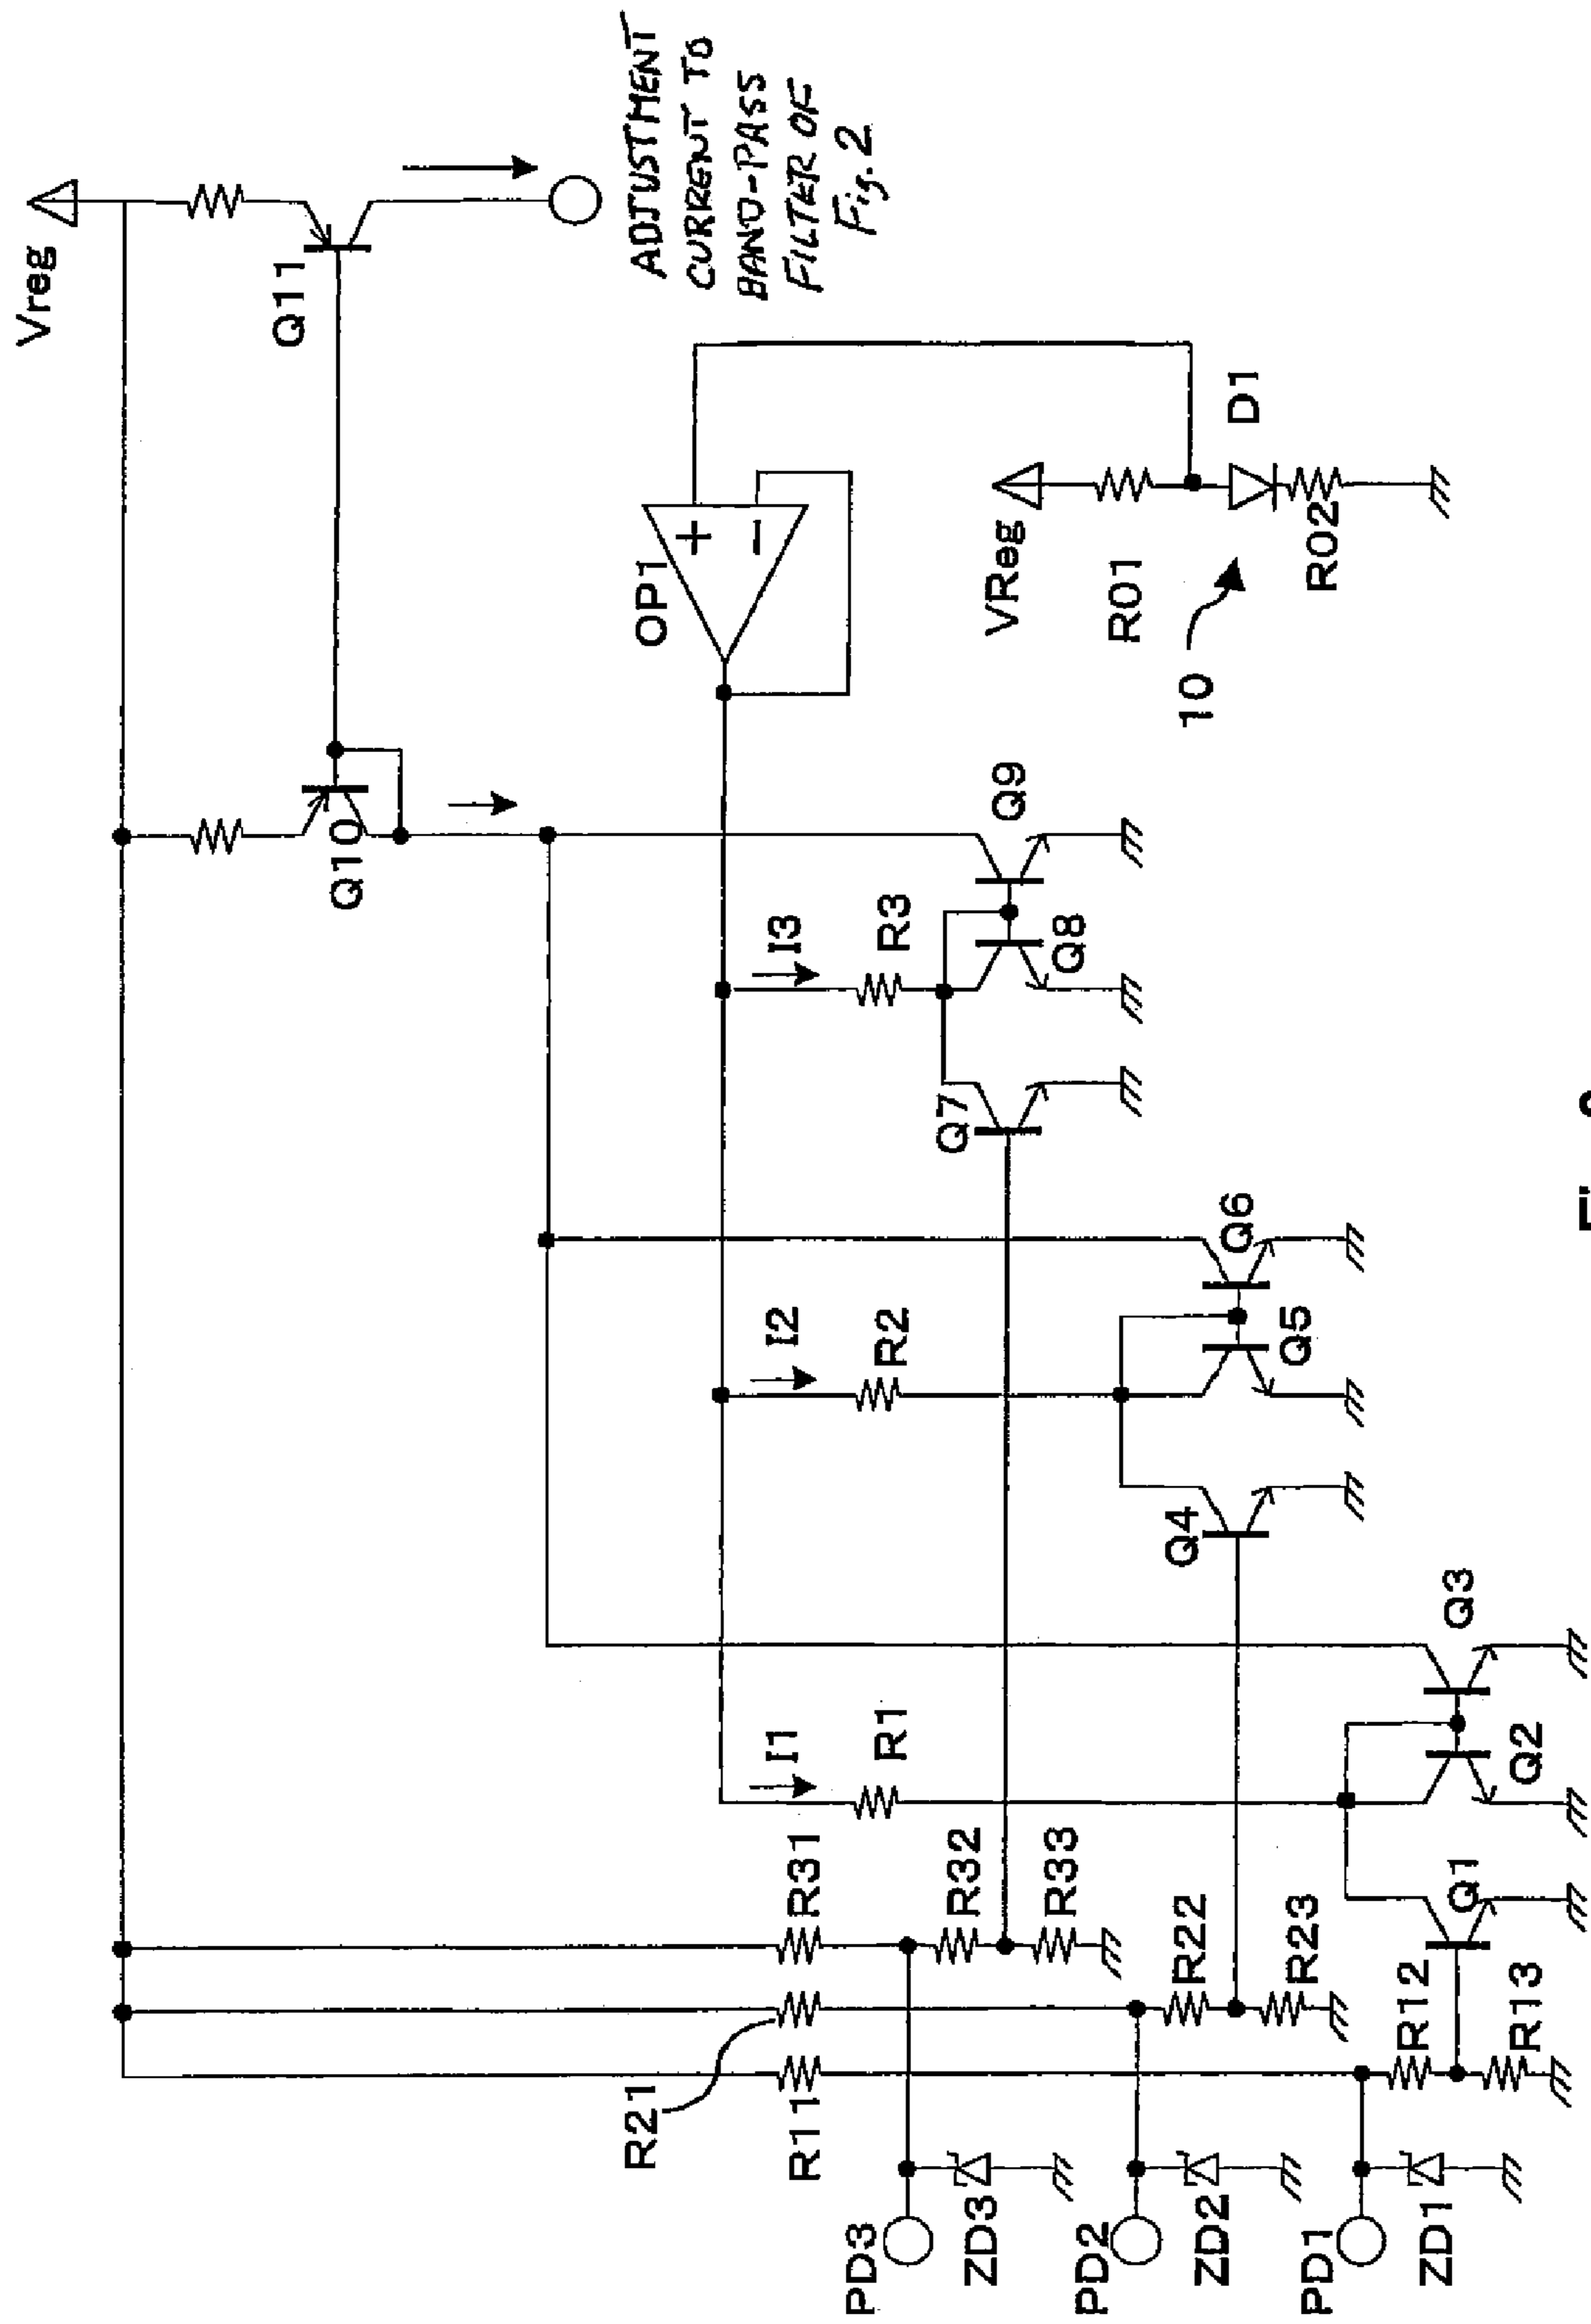 Vreg
Q11
ADJUSTMENT
CURRENT TO
BAND-PASS
FILTER OF
Fig. 2
Q10
OP1
+
−
VReg
R01
D1
R02
10
I3
R3
Q9
Q8
Q7
I2
R2
Q6
Q5
Q4
I1
R1
Q3
Q2
Q1
R31
R32
R33
R21
R22
R23
R11
R12
R13
PD3
ZD3
PD2
ZD2
PD1
ZD1